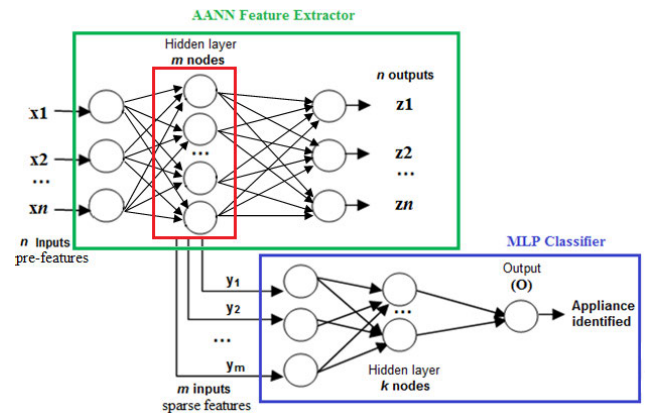 AANN Feature Extractor
Hidden layer
m nodes
n outputs
x1
x2
...
xn
...
z1
z2
...
zn
n Inputs
pre-features
MLP Classifier
y1
y2
...
ym
m inputs
sparse features
...
Hidden layer
k nodes
Output
(O)
Appliance
identified